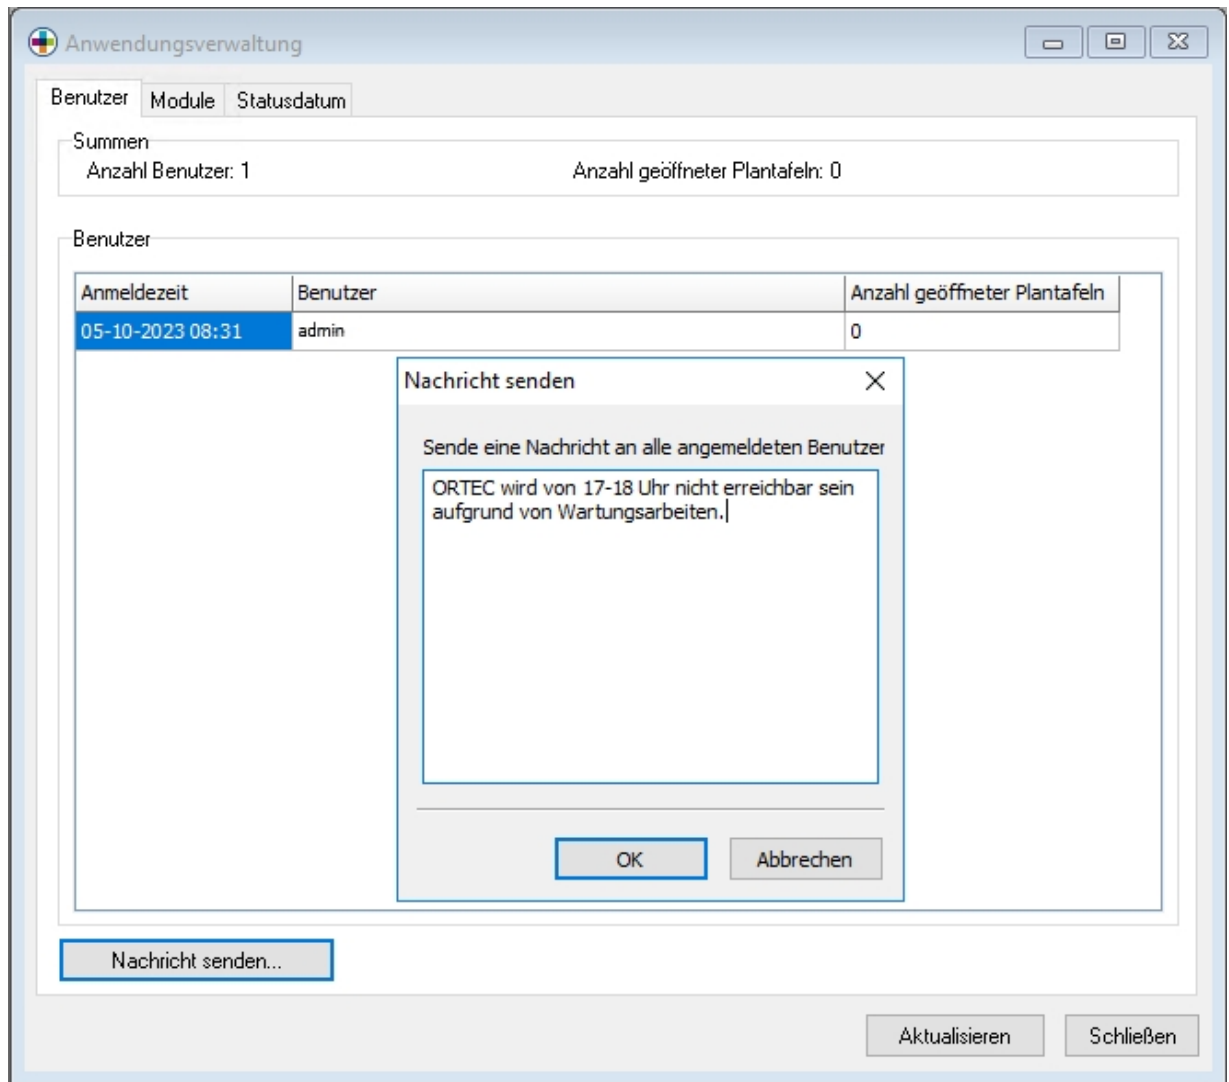 Anwendungsverwaltung
Benutzer Module Statusdatum
Summen
Anzahl Benutzer: 1 Anzahl geöffneter Plantafeln: 0
Benutzer
Anmeldezeit Benutzer Anzahl geöffneter Plantafeln
05-10-2023 08:31 admin 0
Nachricht senden
Sende eine Nachricht an alle angemeldeten Benutzer
ORTEC wird von 17-18 Uhr nicht erreichbar sein
aufgrund von Wartungsarbeiten.
OK Abbrechen
Nachricht senden...
Aktualisieren Schließen